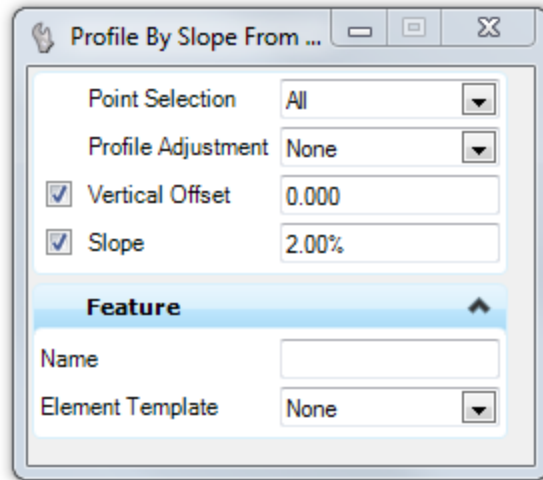 Profile By Slope From ...
Point Selection All
Profile Adjustment None
Vertical Offset 0.000
Slope 2.00%
Feature
Name
Element Template None